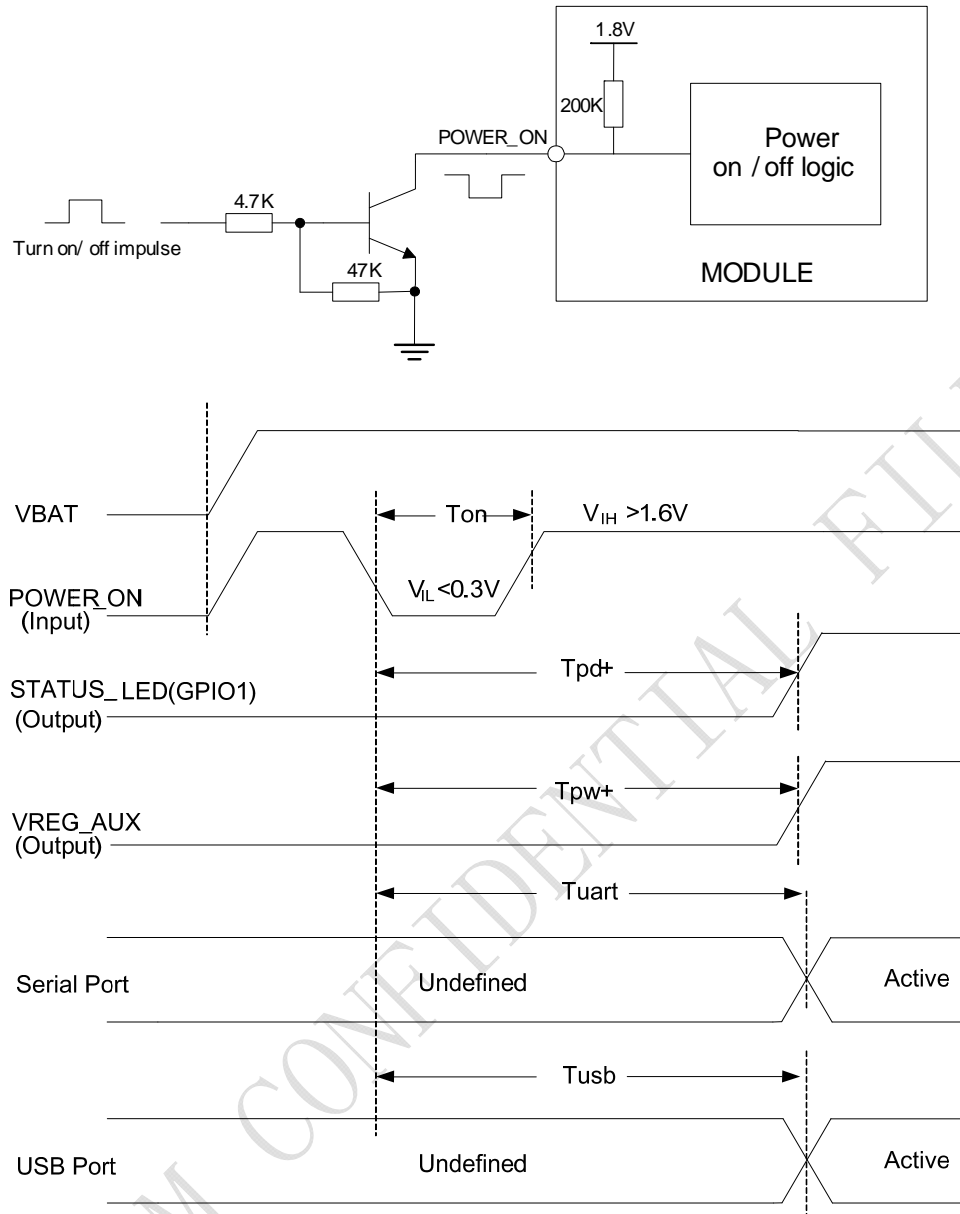 1.8V
200K
POWER_ON
Power
on / off logic
4.7K
Turn on/ off impulse
47K
MODULE
VBAT
Ton
VIH >1.6V
POWER_ON
(Input)
VIL<0.3V
Tpd+
STATUS_LED(GPIO1)
(Output)
Tpw+
VREG_AUX
(Output)
Tuart
Serial Port
Undefined
Active
Tusb
USB Port
Undefined
Active
CONFIDENTIAL